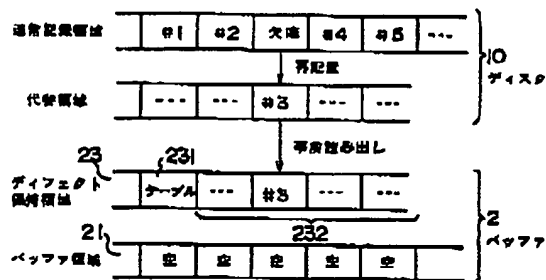 通常記録領域 #1 #2 欠陥 #4 #5 ---
再配置
10
ディスク
代替領域 --- --- #3 --- ---
事前読み出し
23 231
ディフェクト保持領域 テーブル --- #3 --- ---
232
2
バッファ
21
バッファ領域 空 空 空 空 空